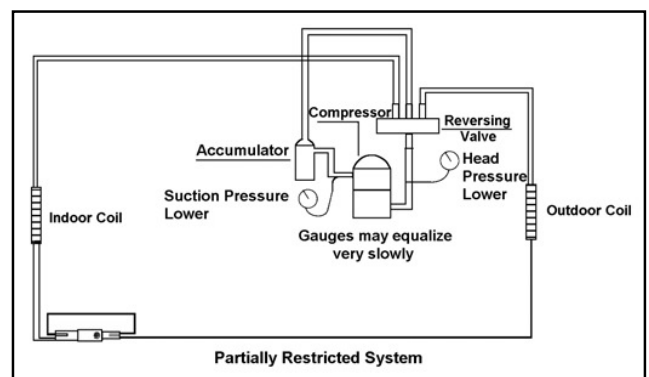 Compressor
Reversing
Valve
Accumulator
Head
Pressure
Lower
Suction Pressure
Lower
Indoor Coil
Outdoor Coil
Gauges may equalize
very slowly
Partially Restricted System